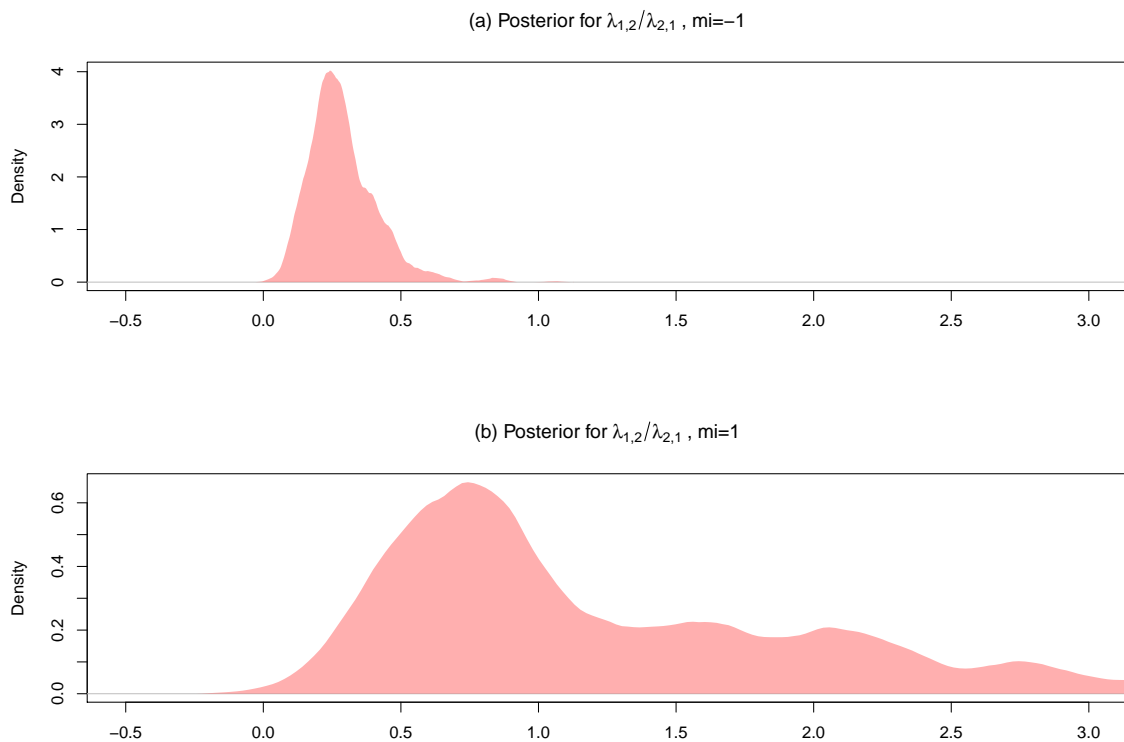 (a) Posterior for λ1,2/λ2,1 , mi=−1
Density
4
3
2
1
0
−0.5 0.0 0.5 1.0 1.5 2.0 2.5 3.0
(b) Posterior for λ1,2/λ2,1 , mi=1
Density
0.6
0.4
0.2
0.0
−0.5 0.0 0.5 1.0 1.5 2.0 2.5 3.0